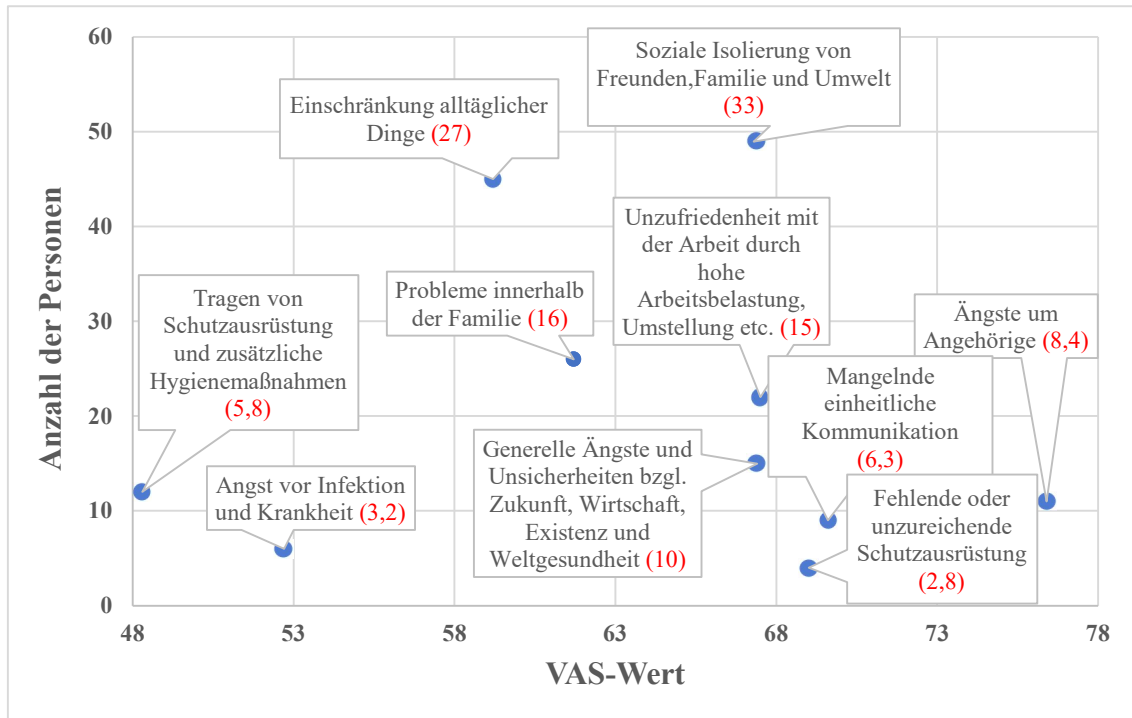 60
50
40
30
20
10
0
Anzahl der Personen
Soziale Isolierung von
Freunden,Familie und Umwelt
(33)
Einschränkung alltäglicher
Dinge (27)
Unzufriedenheit mit
der Arbeit durch
hohe
Arbeitsbelastung,
Umstellung etc. (15)
Probleme innerhalb
der Familie (16)
Tragen von
Schutzausrüstung
und zusätzliche
Hygienemaßnahmen
(5,8)
Ängste um
Angehörige (8,4)
Mangelnde
einheitliche
Kommunikation
(6,3)
Generelle Ängste und
Unsicherheiten bzgl.
Zukunft, Wirtschaft,
Existenz und
Weltgesundheit (10)
Angst vor Infektion
und Krankheit (3,2)
Fehlende oder
unzureichende
Schutzausrüstung
(2,8)
48 53 58 63 68 73 78
VAS-Wert